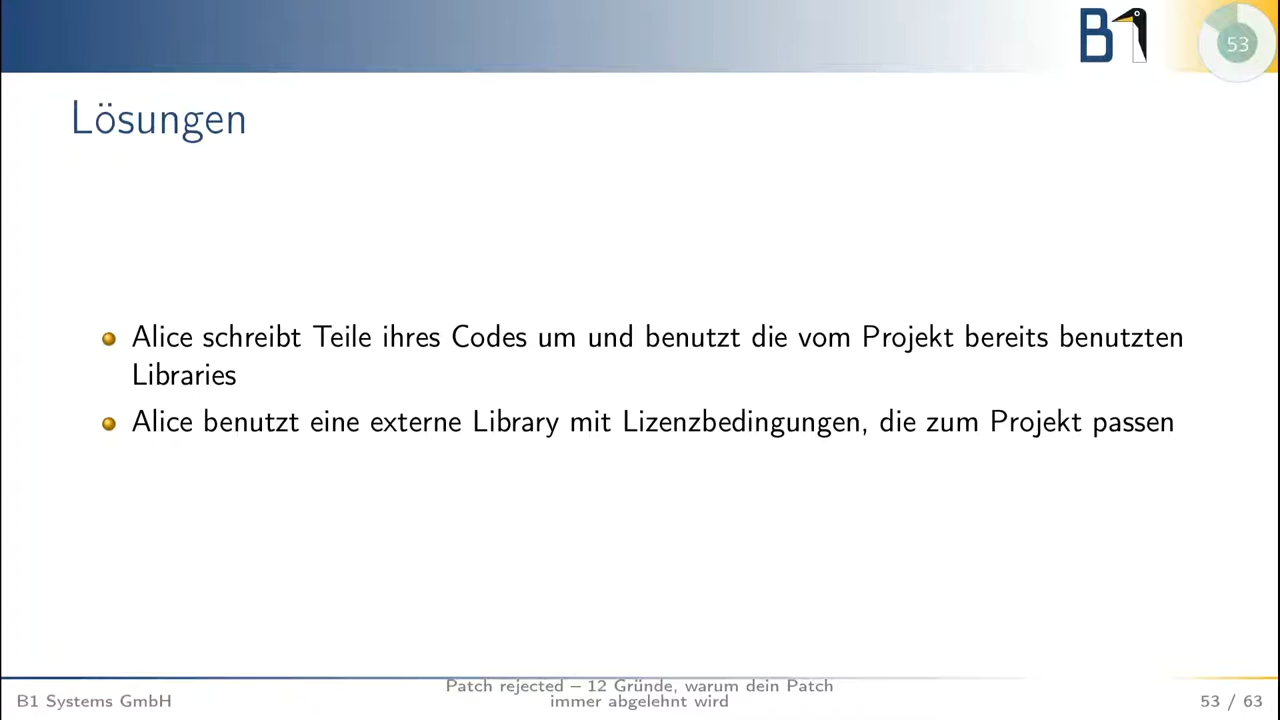 B1
53
Lösungen
Alice schreibt Teile ihres Codes um und benutzt die vom Projekt bereits benutzten
Libraries
Alice benutzt eine externe Library mit Lizenzbedingungen, die zum Projekt passen
B1 Systems GmbH
Patch rejected – 12 Gründe, warum dein Patch
immer abgelehnt wird
53 / 63